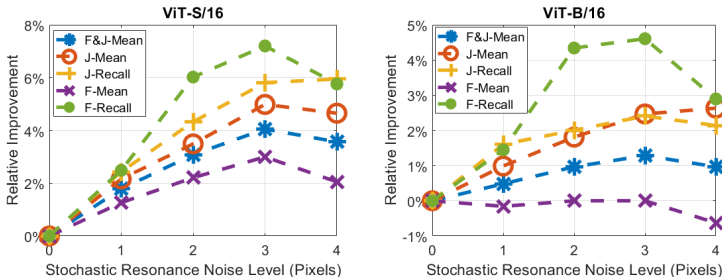 ViT-S/16
8%
6%
4%
2%
0%
Relative Improvement
F&J-Mean
J-Mean
J-Recall
F-Mean
F-Recall
0 1 2 3 4
Stochastic Resonance Noise Level (Pixels)
ViT-B/16
5%
4%
3%
2%
1%
0%
-1%
Relative Improvement
F&J-Mean
J-Mean
J-Recall
F-Mean
F-Recall
0 1 2 3 4
Stochastic Resonance Noise Level (Pixels)